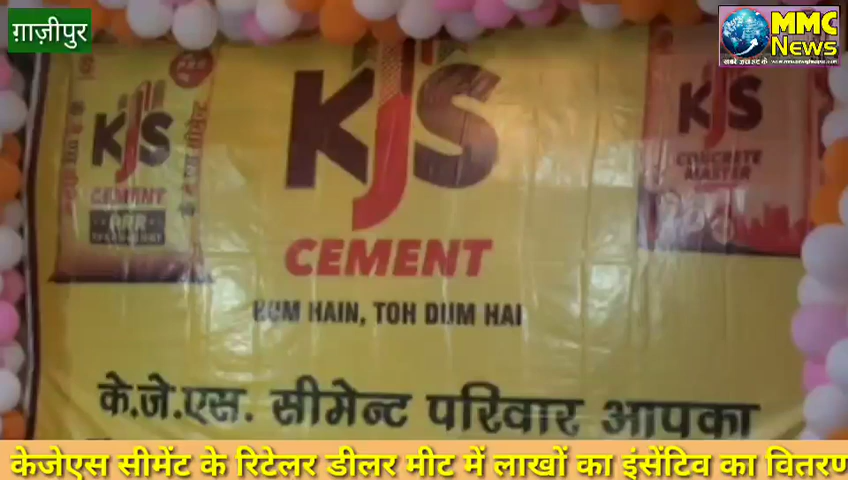 ग़ाज़ीपुर
MMC
News
KJS
CEMENT
KJS
CEMENT
KJS
CONCRETE
MASTER
HUM HAIN, TOH DUM HAI
के.जे.एस. सीमेन्ट परिवार आपका
केजेएस सीमेंट के रिटेलर डीलर मीट में लाखों का इंसेंटिव का वितरण